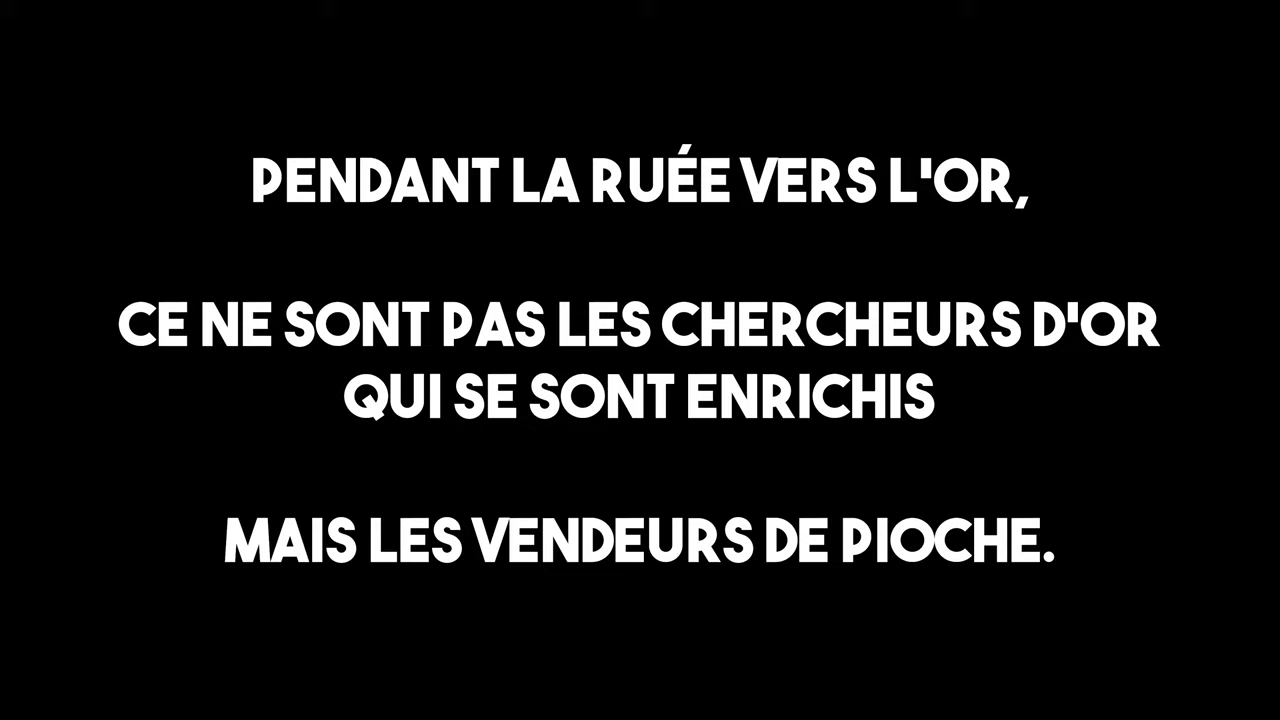 PENDANT LA RUÉE VERS L'OR,
CE NE SONT PAS LES CHERCHEURS D'OR
QUI SE SONT ENRICHIS
MAIS LES VENDEURS DE PIOCHE.